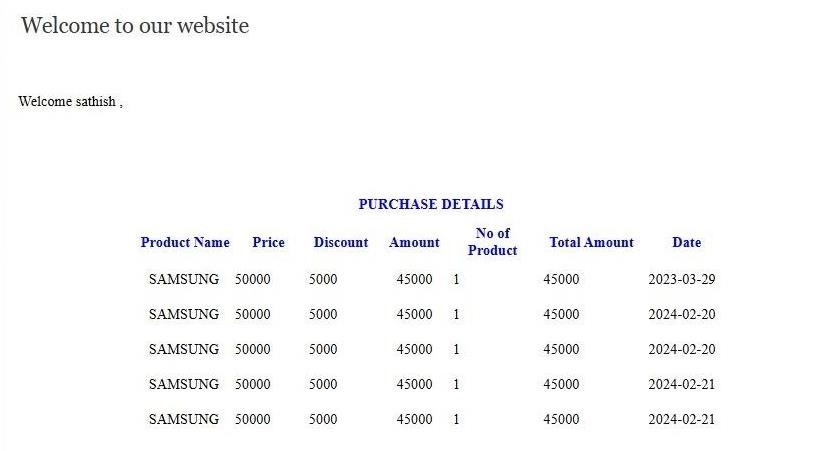 Welcome to our website
Welcome sathish ,
PURCHASE DETAILS
Product Name Price Discount Amount No of Product Total Amount Date
SAMSUNG 50000 5000 45000 1 45000 2023-03-29
SAMSUNG 50000 5000 45000 1 45000 2024-02-20
SAMSUNG 50000 5000 45000 1 45000 2024-02-20
SAMSUNG 50000 5000 45000 1 45000 2024-02-21
SAMSUNG 50000 5000 45000 1 45000 2024-02-21